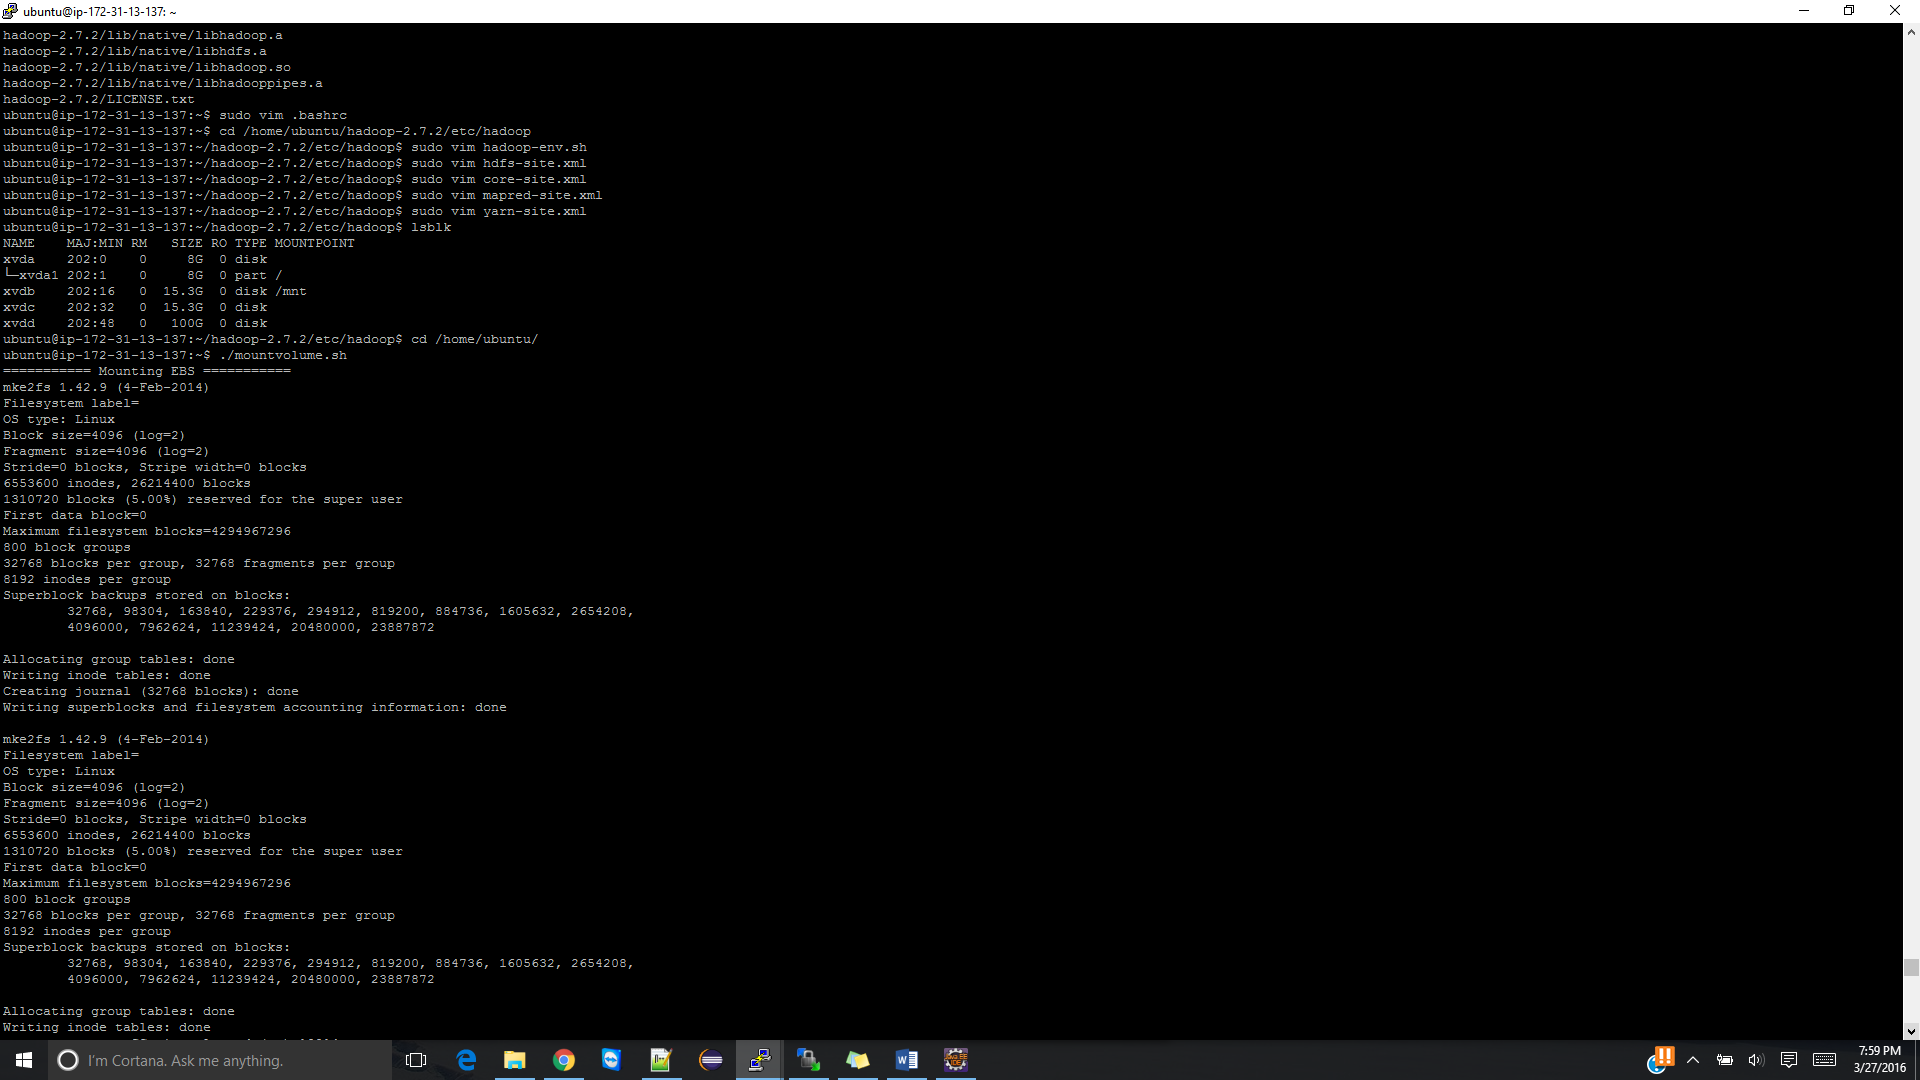 ubuntu@ip-172-31-13-137: ~
hadoop-2.7.2/lib/native/libhadoop.a
hadoop-2.7.2/lib/native/libhdfs.a
hadoop-2.7.2/lib/native/libhadoop.so
hadoop-2.7.2/lib/native/libhadooppipes.a
hadoop-2.7.2/LICENSE.txt
ubuntu@ip-172-31-13-137:~$ sudo vim .bashrc
ubuntu@ip-172-31-13-137:~$ cd /home/ubuntu/hadoop-2.7.2/etc/hadoop
ubuntu@ip-172-31-13-137:~/hadoop-2.7.2/etc/hadoop$ sudo vim hadoop-env.sh
ubuntu@ip-172-31-13-137:~/hadoop-2.7.2/etc/hadoop$ sudo vim hdfs-site.xml
ubuntu@ip-172-31-13-137:~/hadoop-2.7.2/etc/hadoop$ sudo vim core-site.xml
ubuntu@ip-172-31-13-137:~/hadoop-2.7.2/etc/hadoop$ sudo vim mapred-site.xml
ubuntu@ip-172-31-13-137:~/hadoop-2.7.2/etc/hadoop$ sudo vim yarn-site.xml
ubuntu@ip-172-31-13-137:~/hadoop-2.7.2/etc/hadoop$ lsblk
NAME    MAJ:MIN RM   SIZE RO TYPE MOUNTPOINT
xvda    202:0    0     8G  0 disk
└─xvda1 202:1    0     8G  0 part /
xvdb    202:16   0  15.3G  0 disk /mnt
xvdc    202:32   0  15.3G  0 disk
xvdd    202:48   0   100G  0 disk
ubuntu@ip-172-31-13-137:~/hadoop-2.7.2/etc/hadoop$ cd /home/ubuntu/
ubuntu@ip-172-31-13-137:~$ ./mountvolume.sh
=========== Mounting EBS ===========
mke2fs 1.42.9 (4-Feb-2014)
Filesystem label=
OS type: Linux
Block size=4096 (log=2)
Fragment size=4096 (log=2)
Stride=0 blocks, Stripe width=0 blocks
6553600 inodes, 26214400 blocks
1310720 blocks (5.00%) reserved for the super user
First data block=0
Maximum filesystem blocks=4294967296
800 block groups
32768 blocks per group, 32768 fragments per group
8192 inodes per group
Superblock backups stored on blocks:
32768, 98304, 163840, 229376, 294912, 819200, 884736, 1605632, 2654208,
4096000, 7962624, 11239424, 20480000, 23887872
Allocating group tables: done
Writing inode tables: done
Creating journal (32768 blocks): done
Writing superblocks and filesystem accounting information: done
mke2fs 1.42.9 (4-Feb-2014)
Filesystem label=
OS type: Linux
Block size=4096 (log=2)
Fragment size=4096 (log=2)
Stride=0 blocks, Stripe width=0 blocks
6553600 inodes, 26214400 blocks
1310720 blocks (5.00%) reserved for the super user
First data block=0
Maximum filesystem blocks=4294967296
800 block groups
32768 blocks per group, 32768 fragments per group
8192 inodes per group
Superblock backups stored on blocks:
32768, 98304, 163840, 229376, 294912, 819200, 884736, 1605632, 2654208,
4096000, 7962624, 11239424, 20480000, 23887872
Allocating group tables: done
Writing inode tables: done
I'm Cortana. Ask me anything.
7:59 PM
3/27/2016